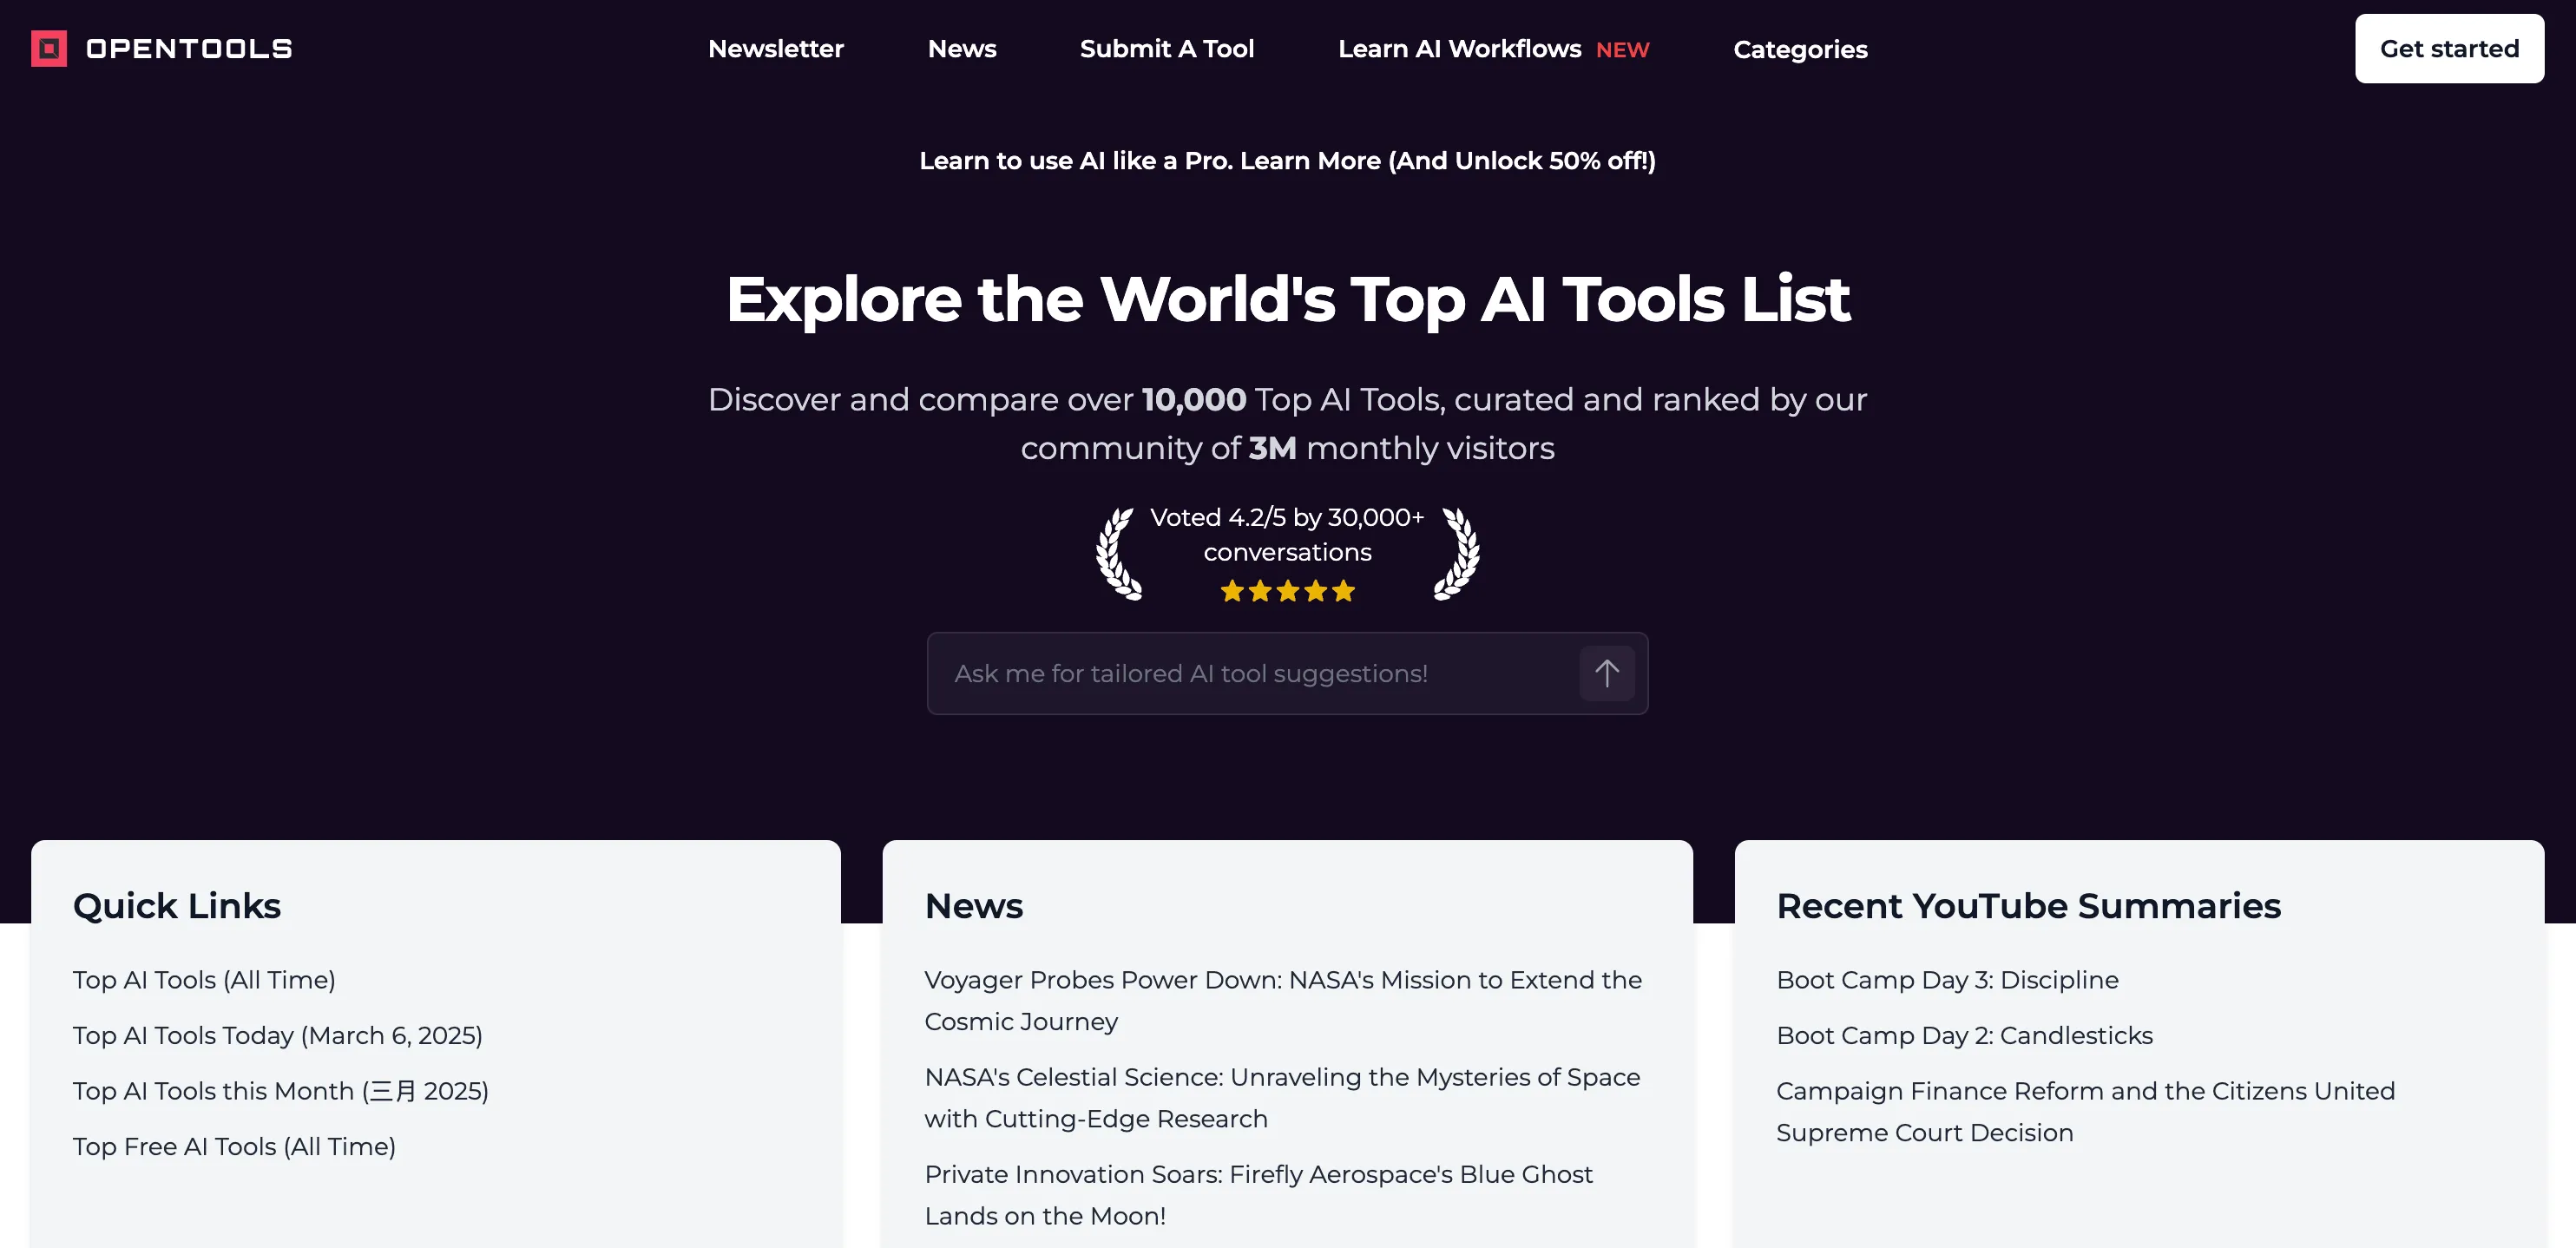 OPENTOOLS
Newsletter
News
Submit A Tool
Learn AI Workflows NEW
Categories
Get started
Learn to use AI like a Pro. Learn More (And Unlock 50% off!)
Explore the World's Top AI Tools List
Discover and compare over 10,000 Top AI Tools, curated and ranked by our
community of 3M monthly visitors
Voted 4.2/5 by 30,000+
conversations
Ask me for tailored AI tool suggestions!
Quick Links
Top AI Tools (All Time)
Top AI Tools Today (March 6, 2025)
Top AI Tools this Month (三月 2025)
Top Free AI Tools (All Time)
News
Voyager Probes Power Down: NASA's Mission to Extend the
Cosmic Journey
NASA's Celestial Science: Unraveling the Mysteries of Space
with Cutting-Edge Research
Private Innovation Soars: Firefly Aerospace's Blue Ghost
Lands on the Moon!
Recent YouTube Summaries
Boot Camp Day 3: Discipline
Boot Camp Day 2: Candlesticks
Campaign Finance Reform and the Citizens United
Supreme Court Decision